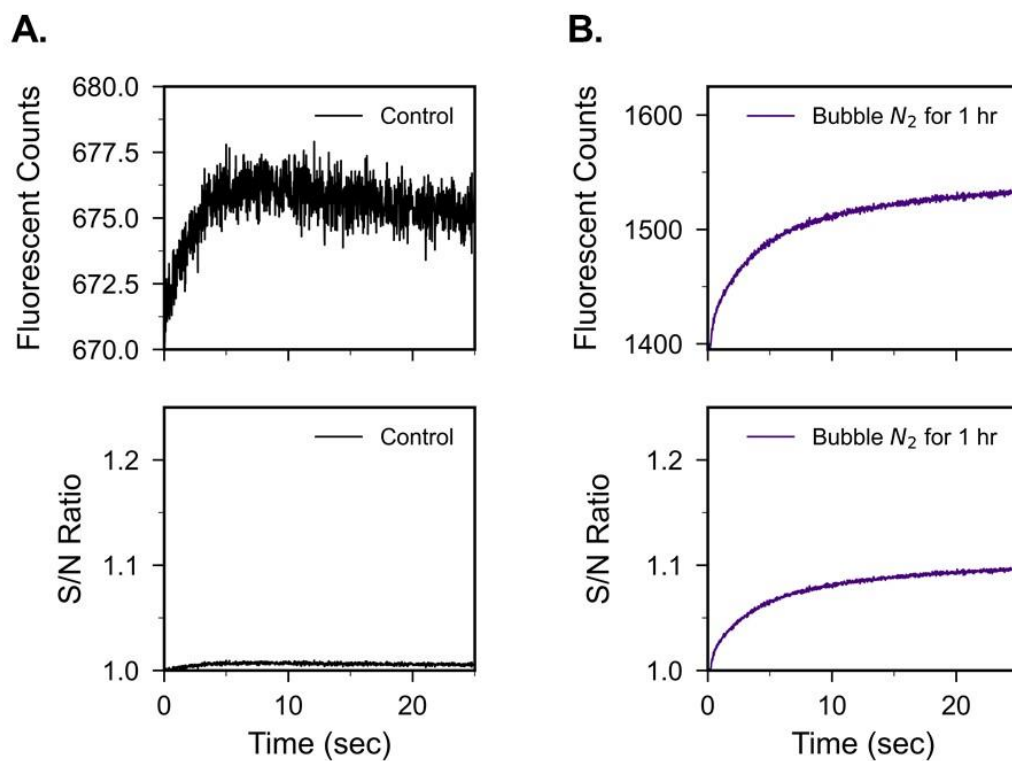 A.
Fluorescent Counts
680.0
677.5
675.0
672.5
670.0
Control
S/N Ratio
1.2
1.1
1.0
Control
0
10
20
Time (sec)
B.
Fluorescent Counts
1600
1500
1400
Bubble N₂ for 1 hr
S/N Ratio
1.2
1.1
1.0
Bubble N₂ for 1 hr
0
10
20
Time (sec)